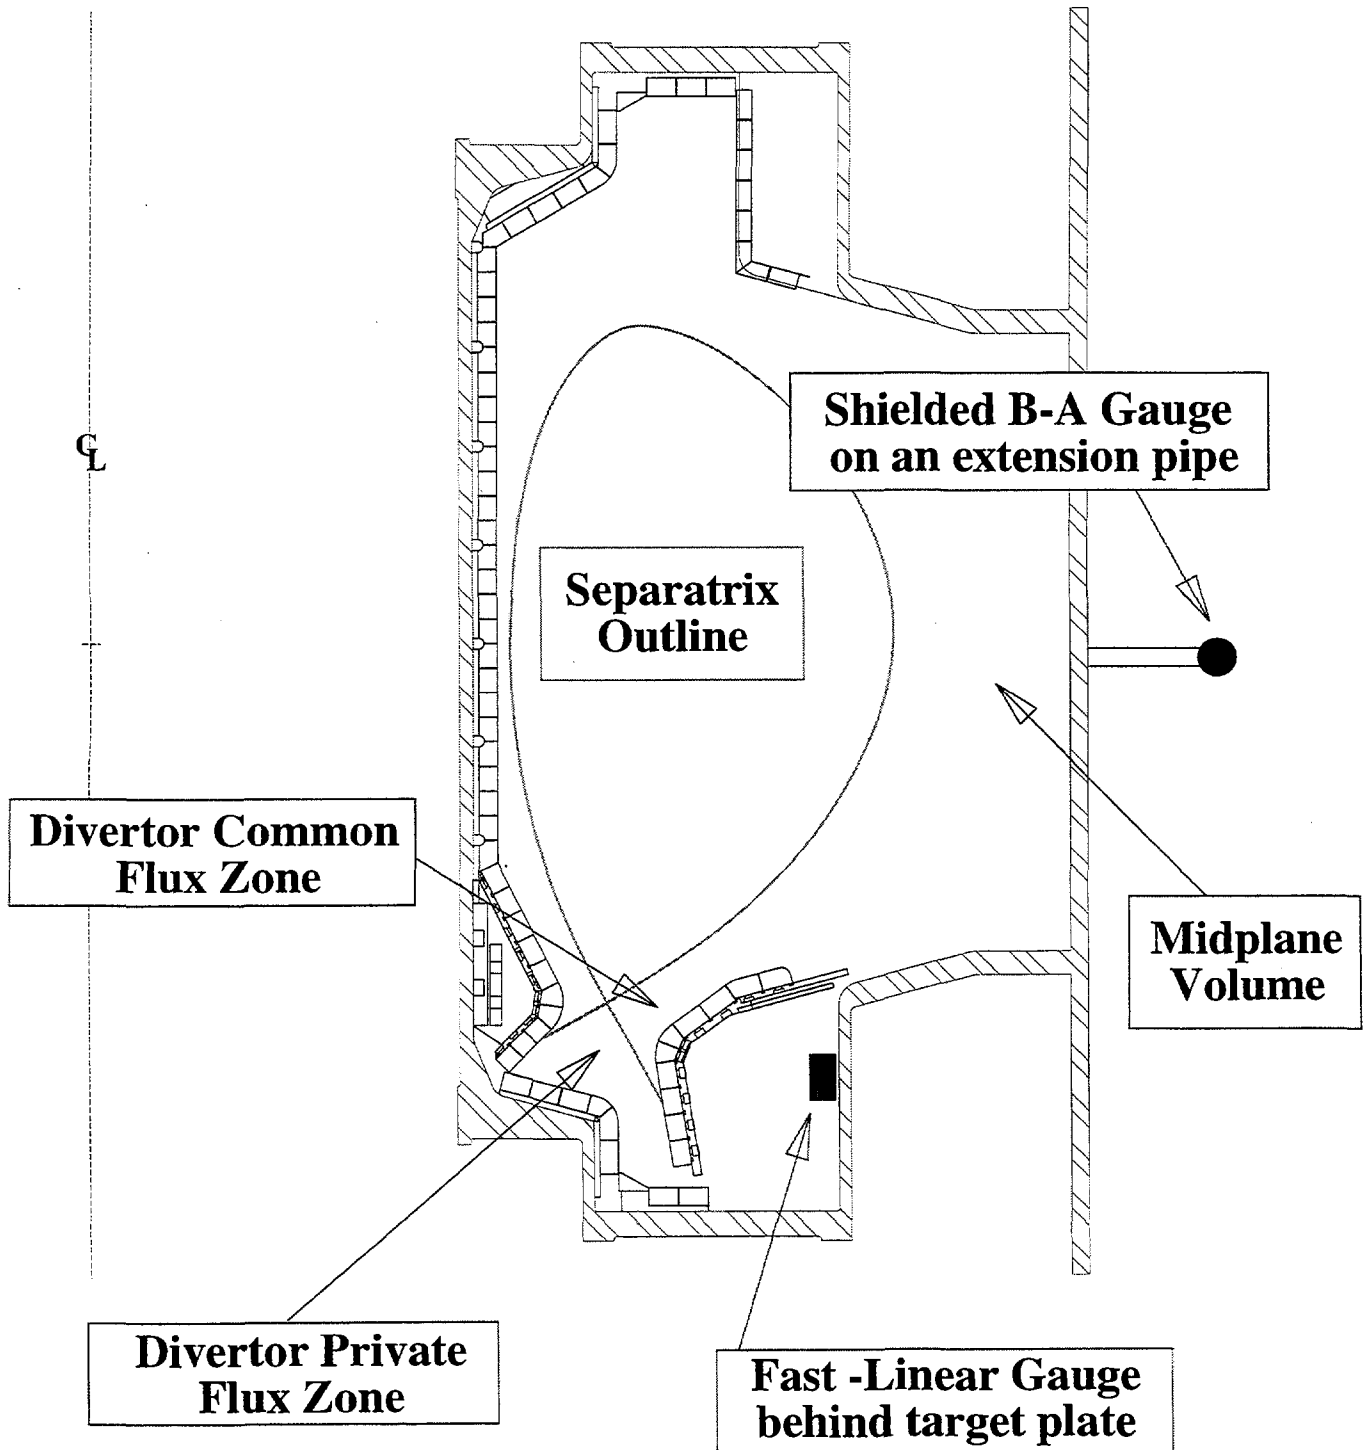 Shielded B-A Gauge
on an extension pipe
℄
Separatrix
Outline
Divertor Common
Flux Zone
Midplane
Volume
Divertor Private
Flux Zone
Fast -Linear Gauge
behind target plate